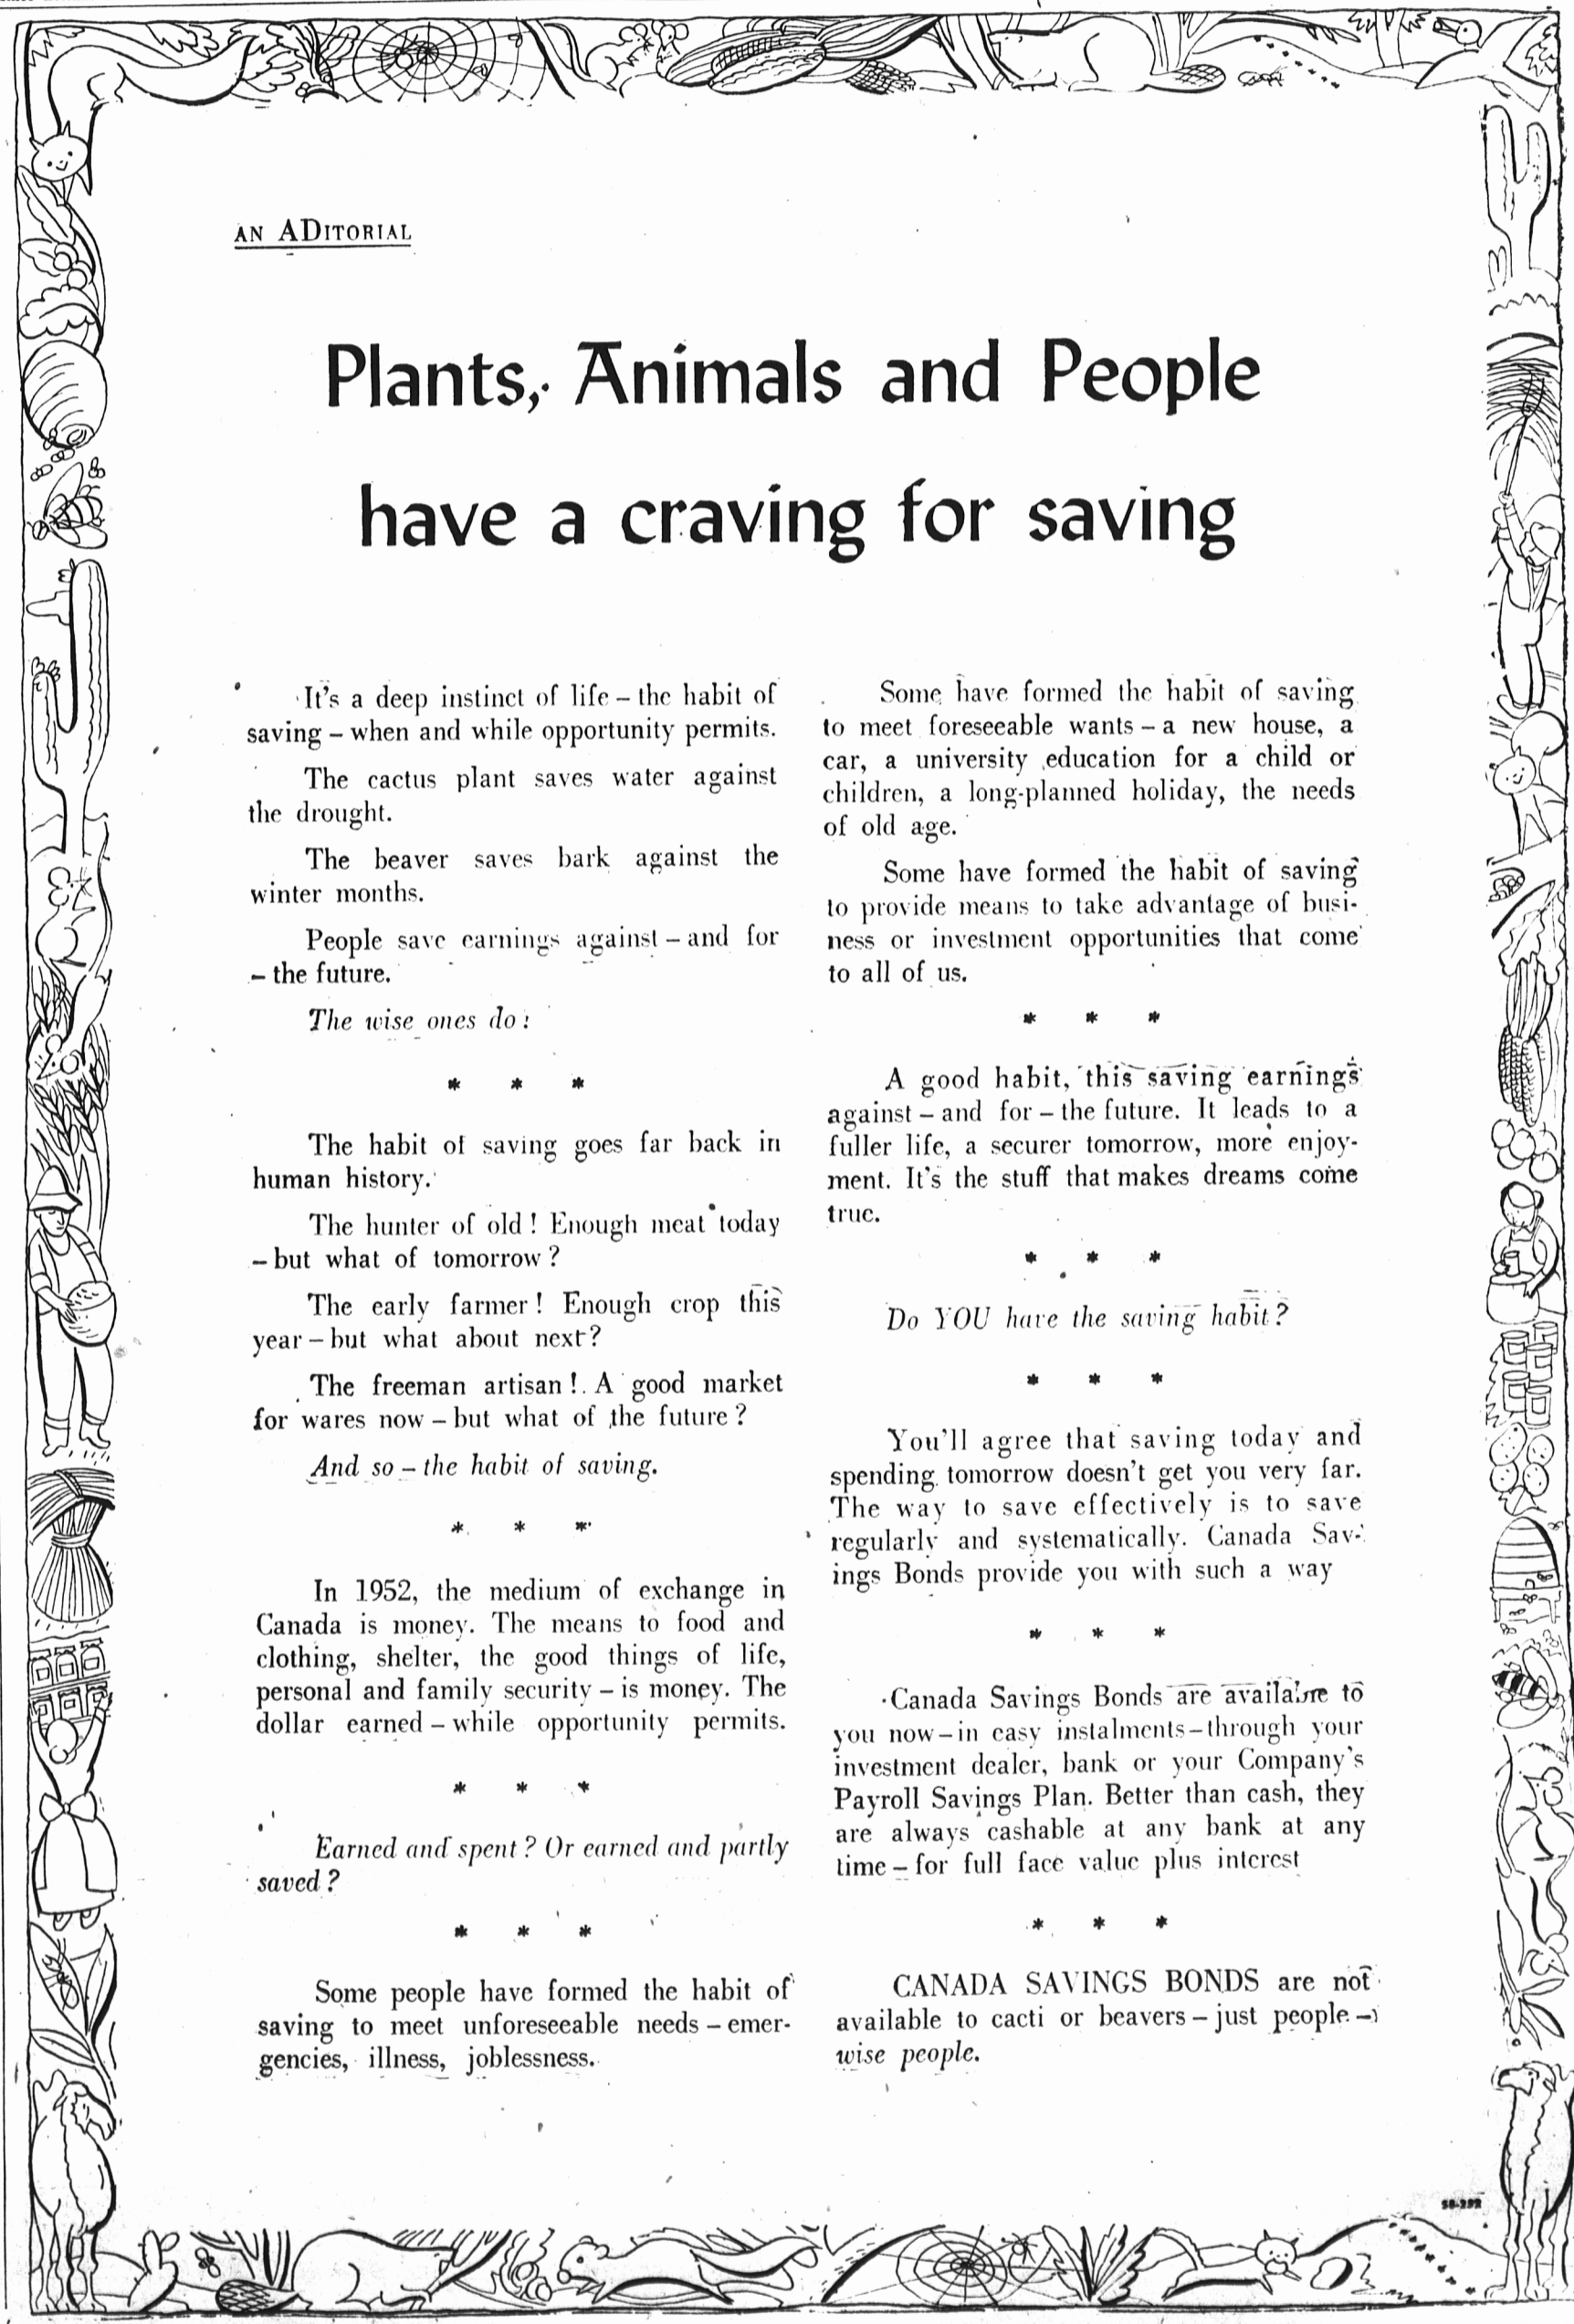 AN ADITORIAL
Plants, Animals and People
have a craving for saving
It's a deep instinct of life – the habit of
saving – when and while opportunity permits.
The cactus plant saves water against
the drought.
The beaver saves bark against the
winter months.
People save earnings against – and for
– the future.
The wise ones do!
* * *
The habit of saving goes far back in
human history.
The hunter of old! Enough meat today
– but what of tomorrow?
The early farmer! Enough crop this
year – but what about next?
The freeman artisan! A good market
for wares now – but what of the future?
And so – the habit of saving.
* * *
In 1952, the medium of exchange in
Canada is money. The means to food and
clothing, shelter, the good things of life,
personal and family security – is money. The
dollar earned – while opportunity permits.
* * *
Earned and spent? Or earned and partly
saved?
* * *
Some people have formed the habit of
saving to meet unforeseeable needs – emer-
gencies, illness, joblessness.
Some have formed the habit of saving
to meet foreseeable wants – a new house, a
car, a university education for a child or
children, a long-planned holiday, the needs
of old age.
Some have formed the habit of saving
to provide means to take advantage of busi-
ness or investment opportunities that come
to all of us.
* * *
A good habit, this saving earnings
against – and for – the future. It leads to a
fuller life, a securer tomorrow, more enjoy-
ment. It's the stuff that makes dreams come
true.
* * *
Do YOU have the saving habit?
* * *
You'll agree that saving today and
spending tomorrow doesn't get you very far.
The way to save effectively is to save
regularly and systematically. Canada Sav-
ings Bonds provide you with such a way
* * *
Canada Savings Bonds are available to
you now – in easy instalments – through your
investment dealer, bank or your Company's
Payroll Savings Plan. Better than cash, they
are always cashable at any bank at any
time – for full face value plus interest
* * *
CANADA SAVINGS BONDS are not
available to cacti or beavers – just people –
wise people.
SB-292